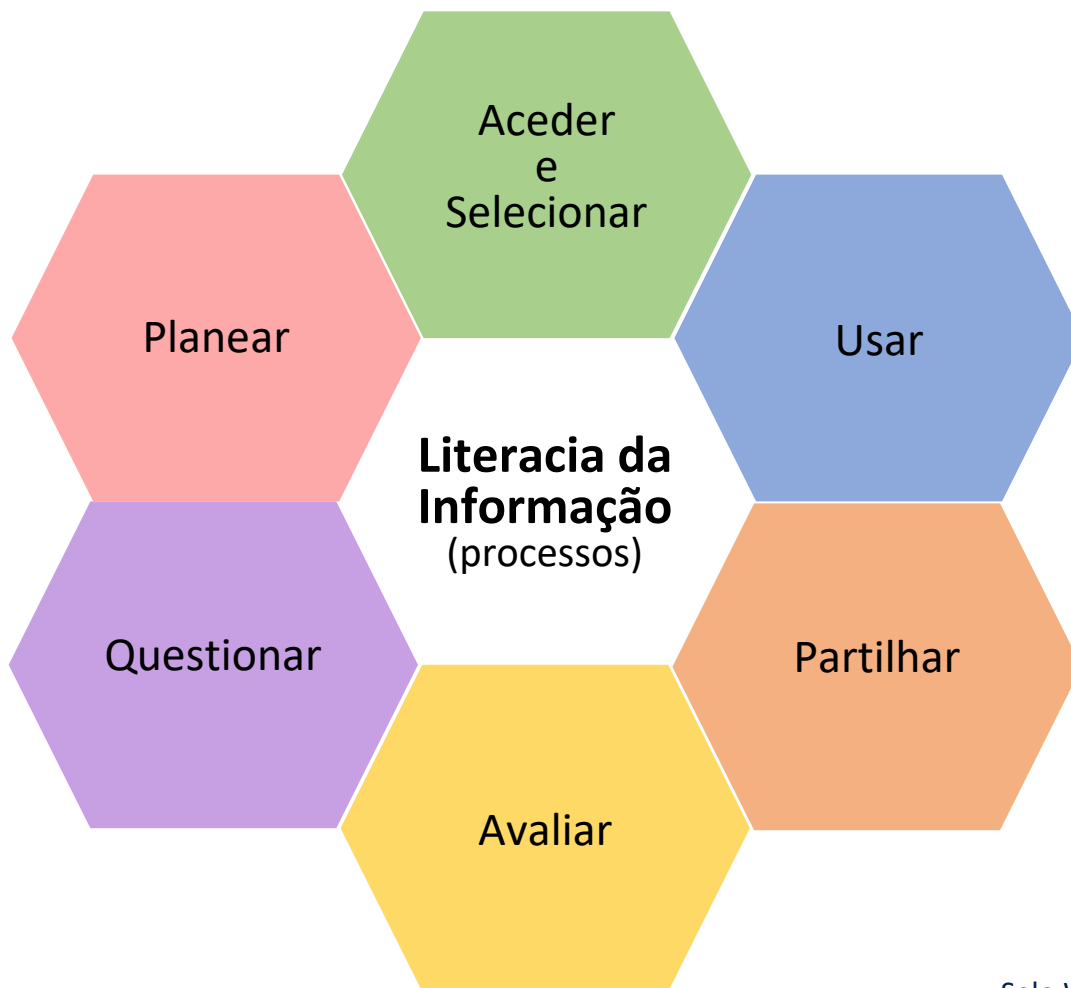 Aceder
e
Selecionar
Planear
Usar
Literacia da
Informação
(processos)
Questionar
Partilhar
Avaliar